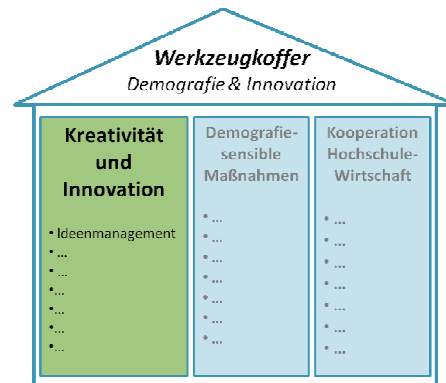 Werkzeugkoffer
Demografie & Innovation
Kreativität
und
Innovation
• Ideenmanagement
• ...
• ...
• ...
• ...
• ...
• ...
Demografie-
sensible
Maßnahmen
• ...
• ...
• ...
• ...
• ...
• ...
• ...
Kooperation
Hochschule-
Wirtschaft
• ...
• ...
• ...
• ...
• ...
• ...
• ...